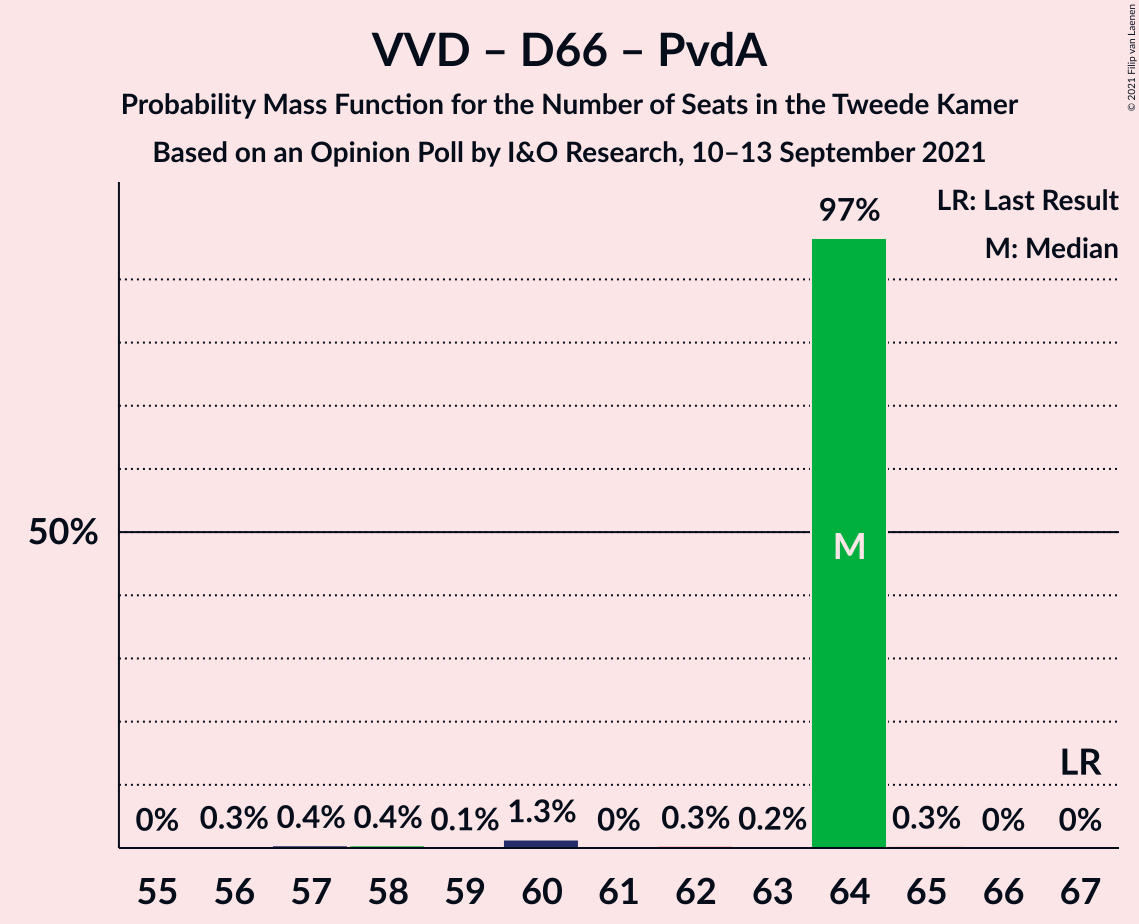 VVD – D66 – PvdA
Probability Mass Function for the Number of Seats in the Tweede Kamer
Based on an Opinion Poll by I&O Research, 10–13 September 2021
© 2021 Filip van Laenen
LR: Last Result
M: Median
97%
50%
M
LR
0% 0.3% 0.4% 0.4% 0.1% 1.3% 0% 0.3% 0.2% 0.3% 0% 0%
55 56 57 58 59 60 61 62 63 64 65 66 67